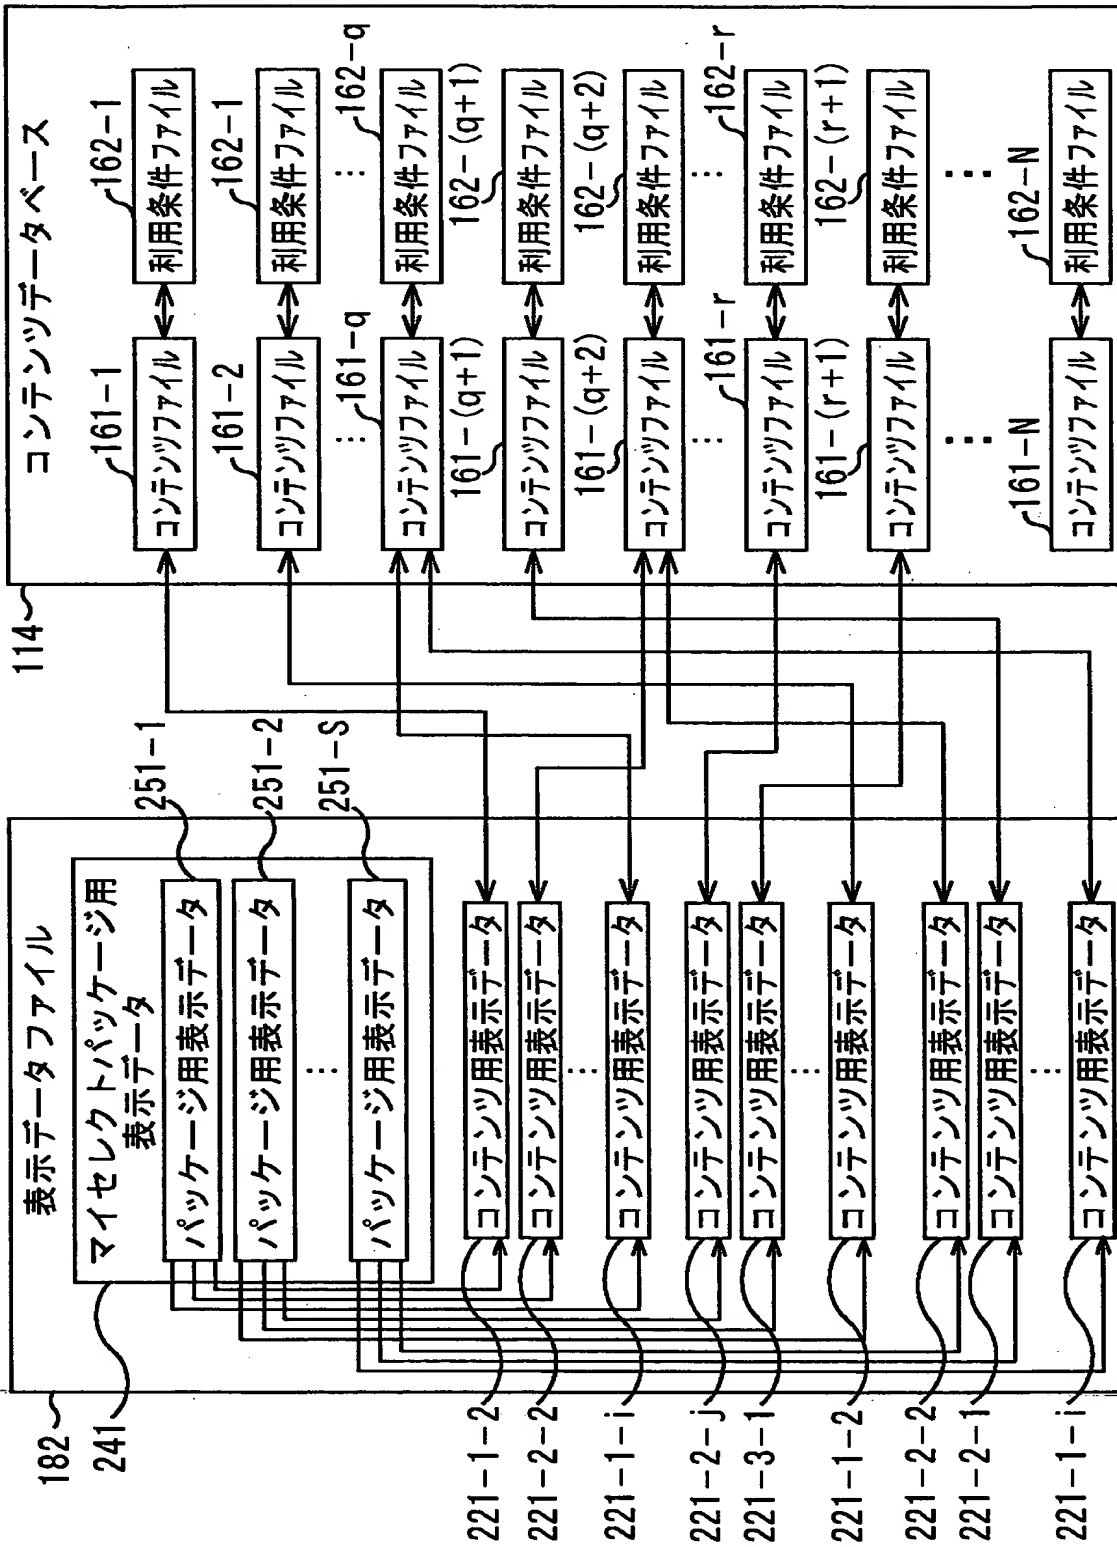 コンテンツデータベース
114
161-1
コンテンツファイル
162-1
利用条件ファイル
161-2
コンテンツファイル
162-1
利用条件ファイル
⋮
⋮
161-q
コンテンツファイル
162-q
利用条件ファイル
161-(q+1)
コンテンツファイル
162-(q+1)
利用条件ファイル
161-(q+2)
コンテンツファイル
162-(q+2)
利用条件ファイル
⋮
⋮
161-r
コンテンツファイル
162-r
利用条件ファイル
161-(r+1)
コンテンツファイル
162-(r+1)
利用条件ファイル
⋮
⋮
161-N
コンテンツファイル
162-N
利用条件ファイル
182
表示データファイル
241
マイセレクトパッケージ用
表示データ
パッケージ用表示データ
251-1
パッケージ用表示データ
251-2
⋮
パッケージ用表示データ
251-S
221-1-2
コンテンツ用表示データ
221-2-2
コンテンツ用表示データ
⋮
221-1-i
コンテンツ用表示データ
221-2-j
コンテンツ用表示データ
221-3-1
コンテンツ用表示データ
⋮
221-1-2
コンテンツ用表示データ
221-2-2
コンテンツ用表示データ
221-2-1
コンテンツ用表示データ
⋮
221-1-i
コンテンツ用表示データ